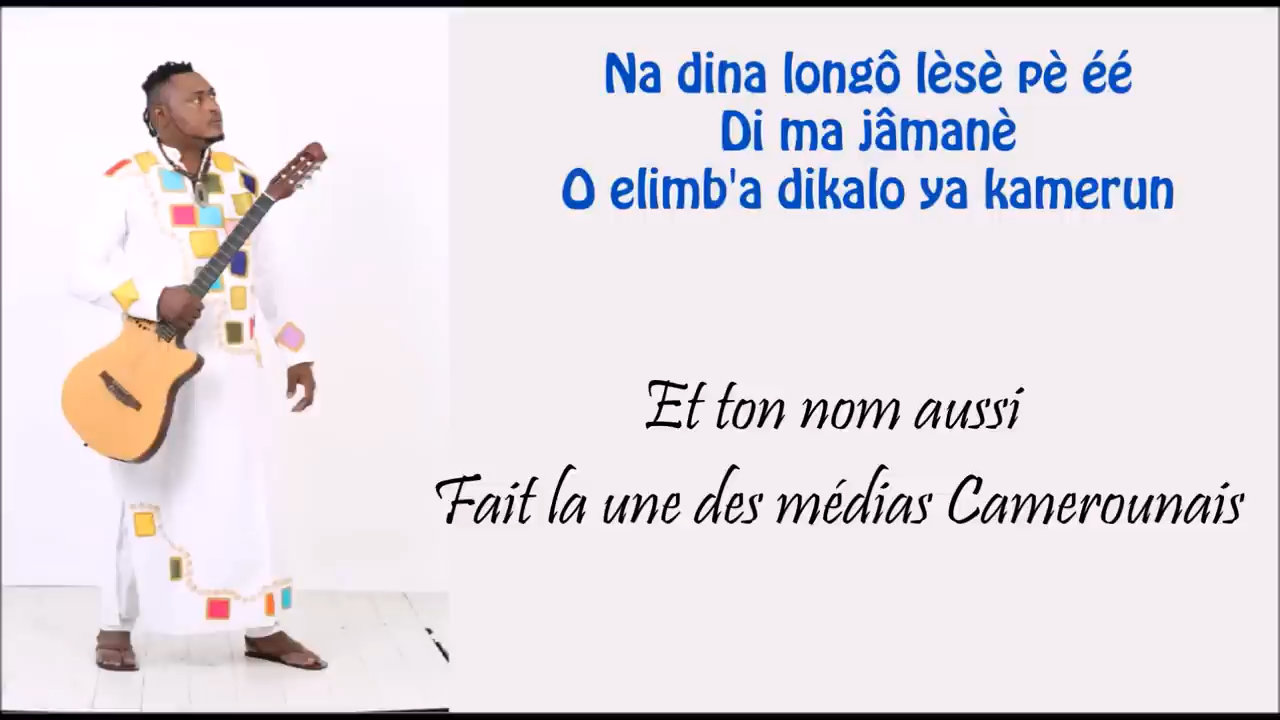 Na dina longô lèsè pè éé
Di ma jâmanè
O elimb'a dikalo ya kamerun
Et ton nom aussi
Fait la une des médias Camerounais